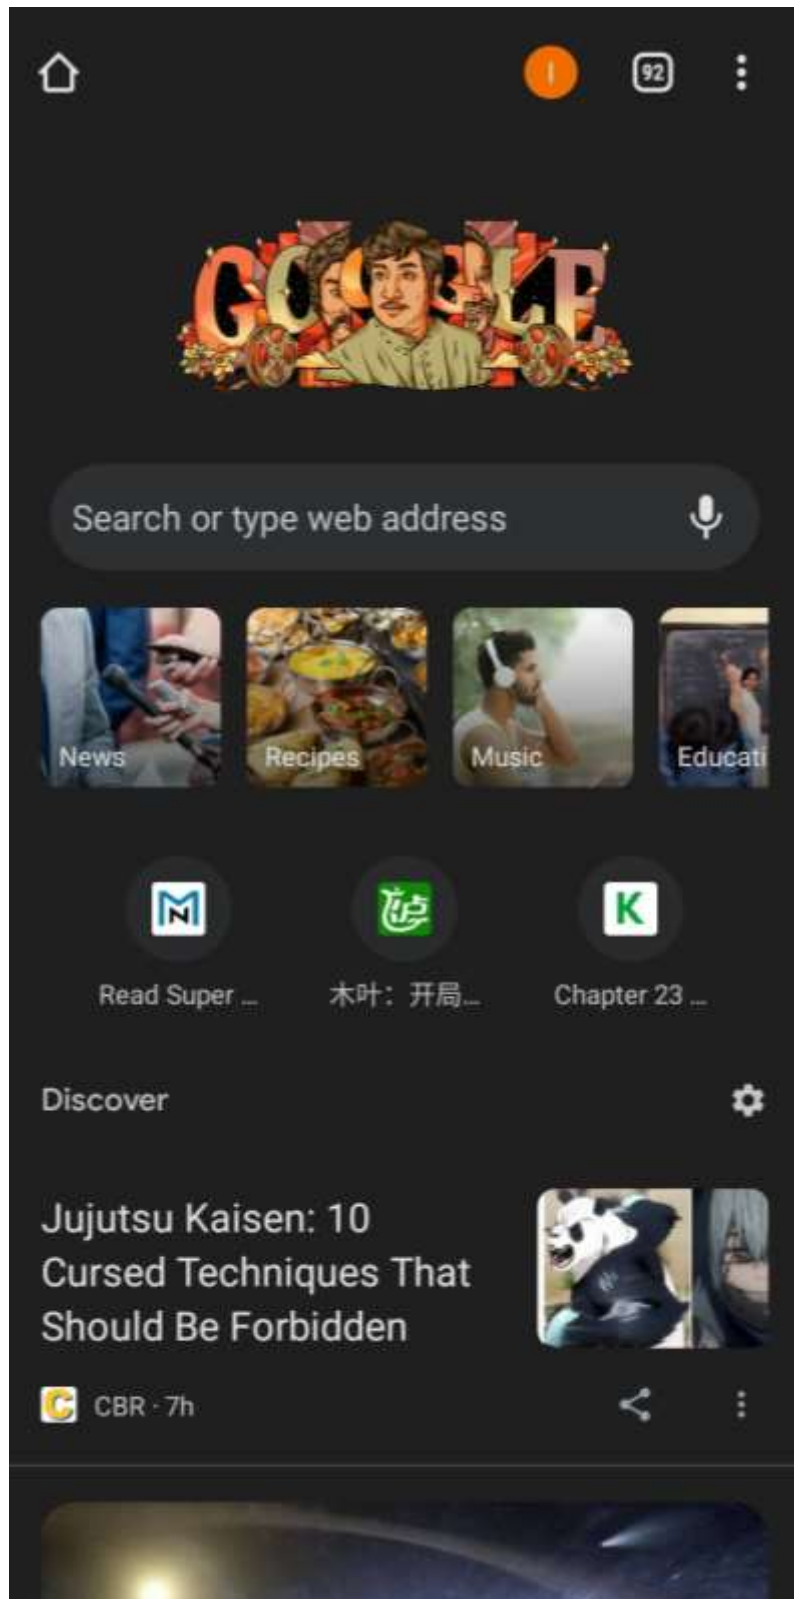 I
92
GOOGLE
Search or type web address
News
Recipes
Music
Educati
N
K
Read Super ...
木叶：开局...
Chapter 23 ...
Discover
Jujutsu Kaisen: 10
Cursed Techniques That
Should Be Forbidden
C
CBR · 7h